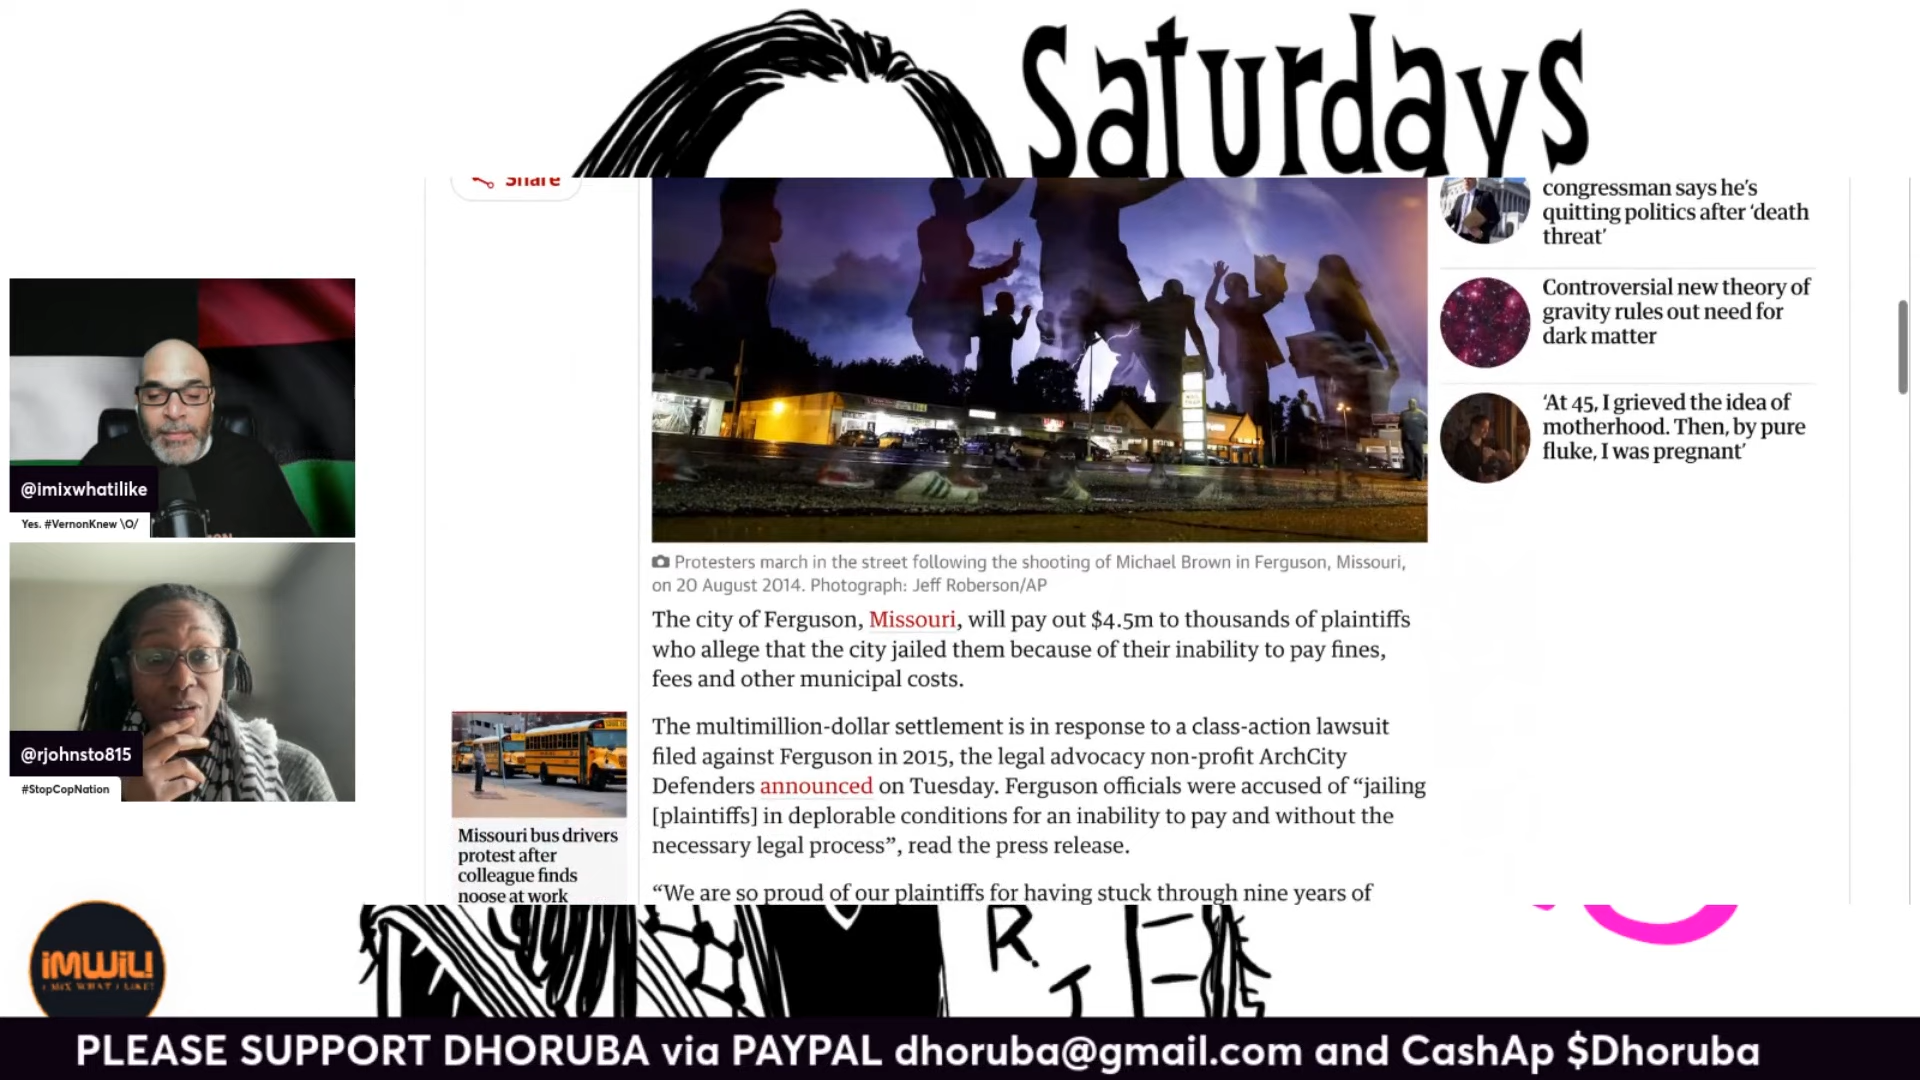 Saturdays
Share
@imixwhatilike
Yes. #VernonKnew \O/
@rjohnsto815
#StopCopNation
Protesters march in the street following the shooting of Michael Brown in Ferguson, Missouri,
on 20 August 2014. Photograph: Jeff Roberson/AP
The city of Ferguson, Missouri, will pay out $4.5m to thousands of plaintiffs
who allege that the city jailed them because of their inability to pay fines,
fees and other municipal costs.
The multimillion-dollar settlement is in response to a class-action lawsuit
filed against Ferguson in 2015, the legal advocacy non-profit ArchCity
Defenders announced on Tuesday. Ferguson officials were accused of “jailing
[plaintiffs] in deplorable conditions for an inability to pay and without the
necessary legal process”, read the press release.
“We are so proud of our plaintiffs for having stuck through nine years of
Missouri bus drivers
protest after
colleague finds
noose at work
congressman says he’s
quitting politics after ‘death
threat’
Controversial new theory of
gravity rules out need for
dark matter
‘At 45, I grieved the idea of
motherhood. Then, by pure
fluke, I was pregnant’
iMWiL!
I MIX WHAT I LIKE!
R.
PLEASE SUPPORT DHORUBA via PAYPAL dhoruba@gmail.com and CashAp $Dhoruba